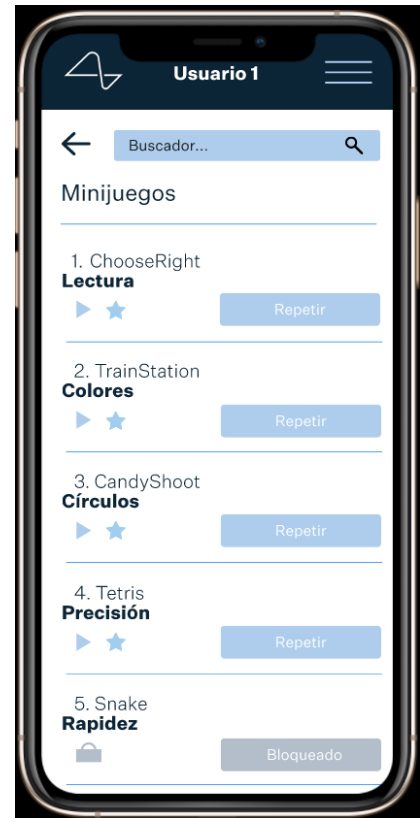 Usuario 1
Buscador...
Minijuegos
1. ChooseRight
Lectura
Repetir
2. TrainStation
Colores
Repetir
3. CandyShoot
Círculos
Repetir
4. Tetris
Precisión
Repetir
5. Snake
Rapidez
Bloqueado